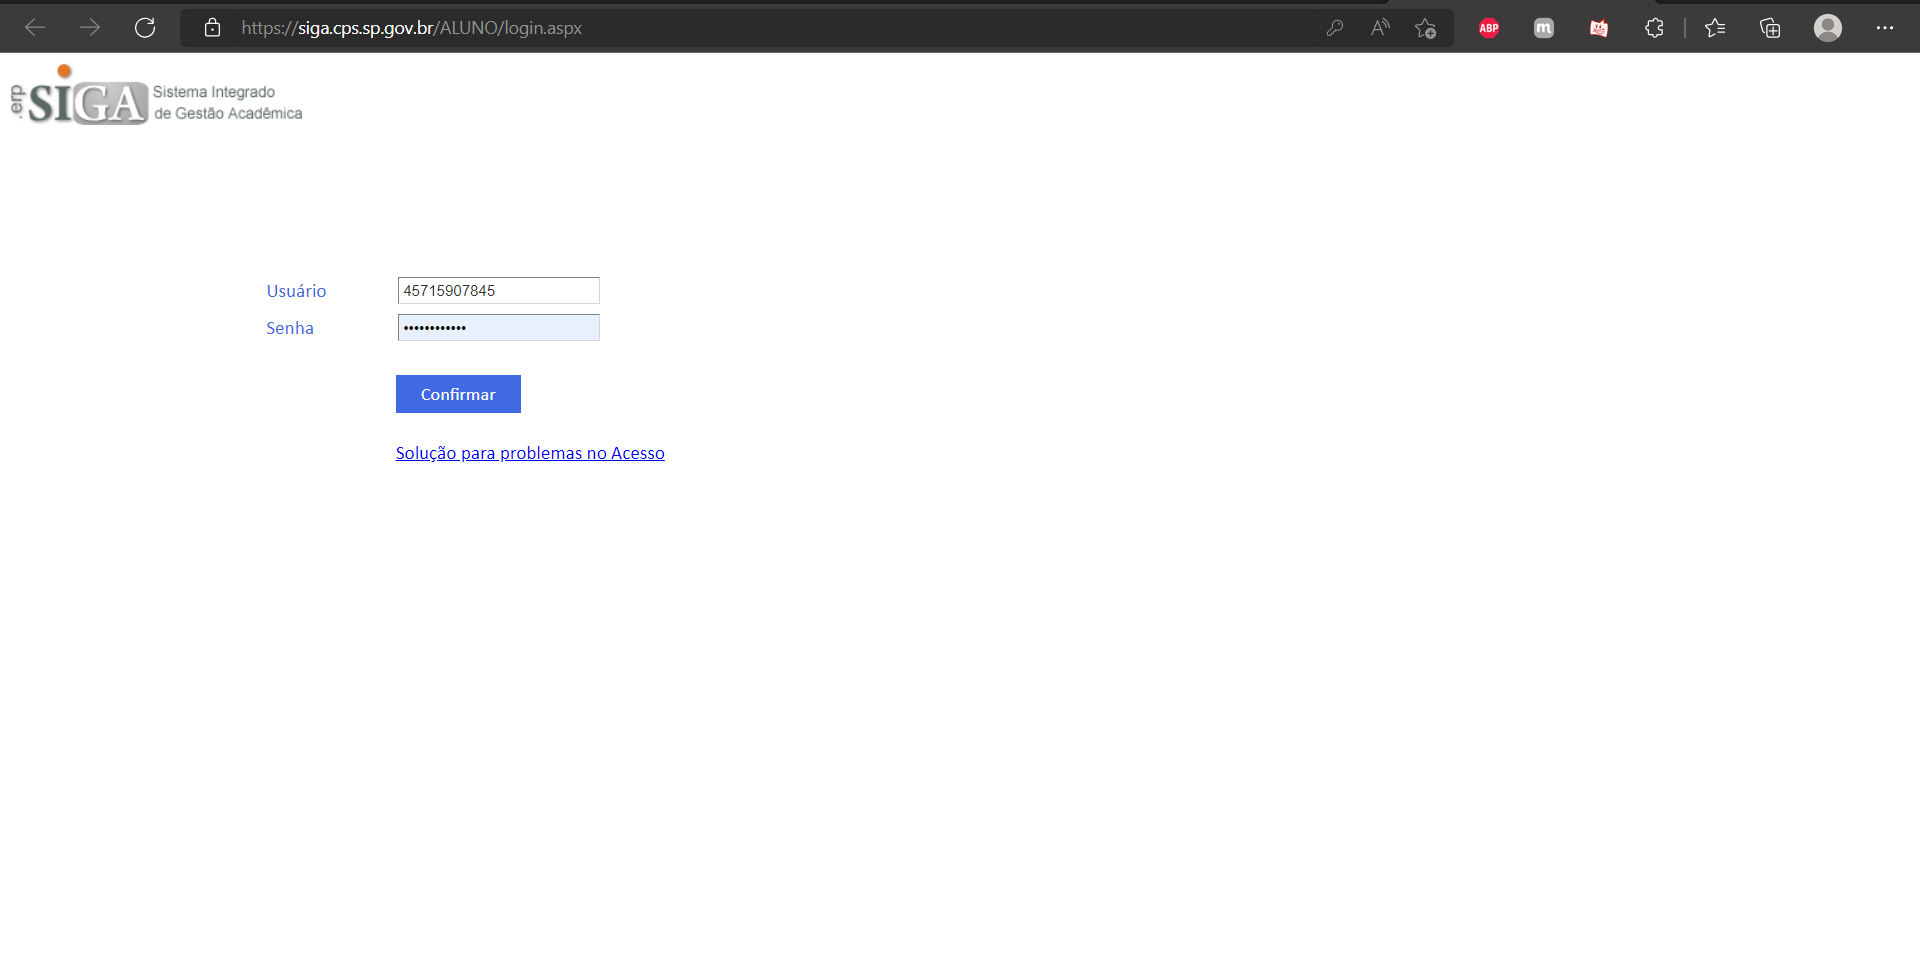 https://siga.cps.sp.gov.br/ALUNO/login.aspx
ABP
m
.erp
SIGA
Sistema Integrado
de Gestão Acadêmica
Usuário
45715907845
Senha
••••••••••••
Confirmar
Solução para problemas no Acesso